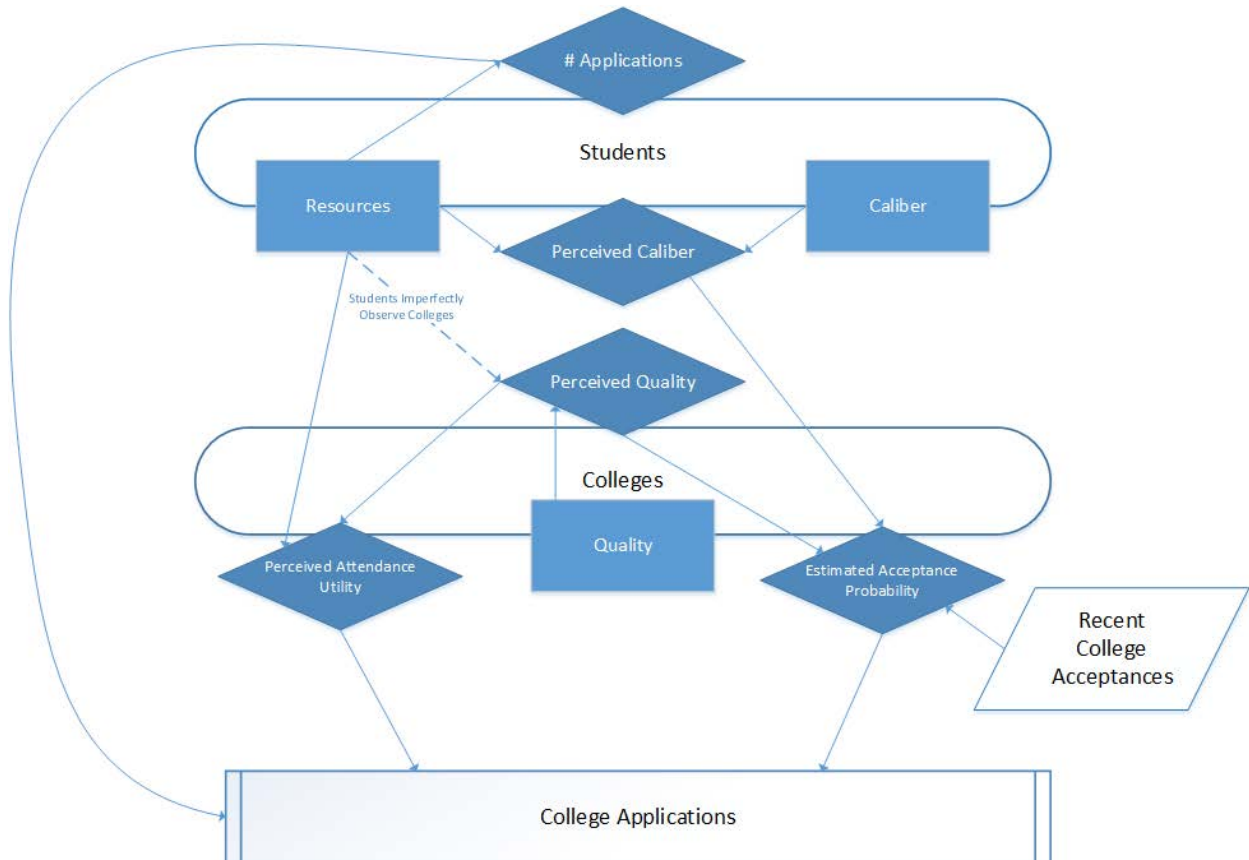 # Applications
Students
Resources
Caliber
Perceived Caliber
Students Imperfectly
Observe Colleges
Perceived Quality
Colleges
Quality
Perceived Attendance
Utility
Estimated Acceptance
Probability
Recent
College
Acceptances
College Applications